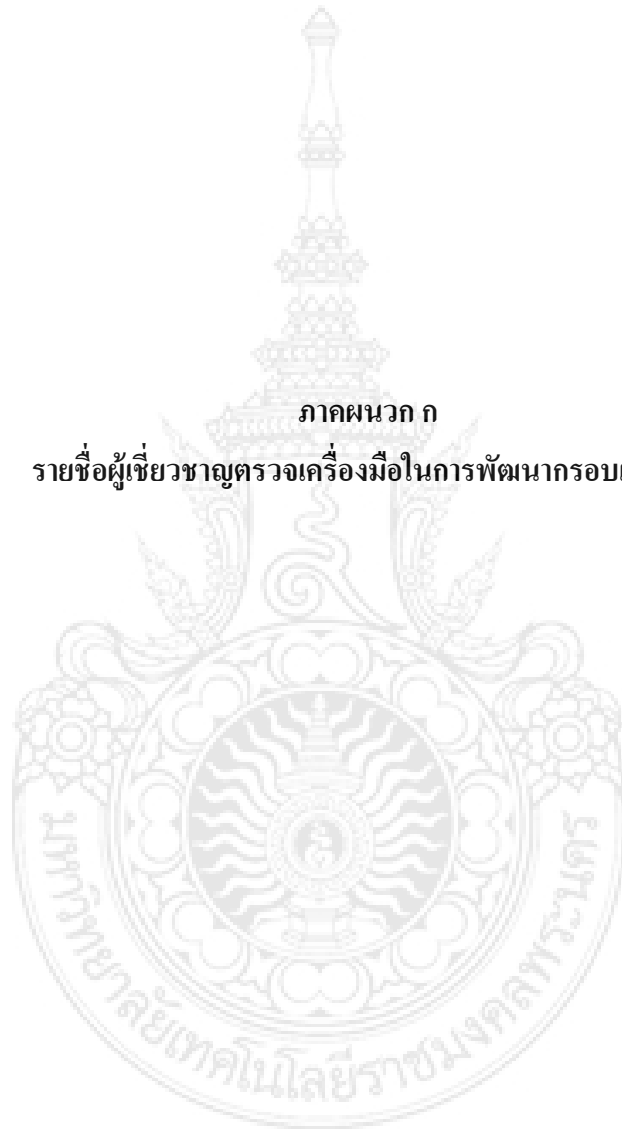 ภาคผนวก ก
รายชื่อผู้เชี่ยวชาญตรวจเครื่องมือในการพัฒนากรอบ
มหาวิทยาลัยเทคโนโลยีราชมงคลพระนคร